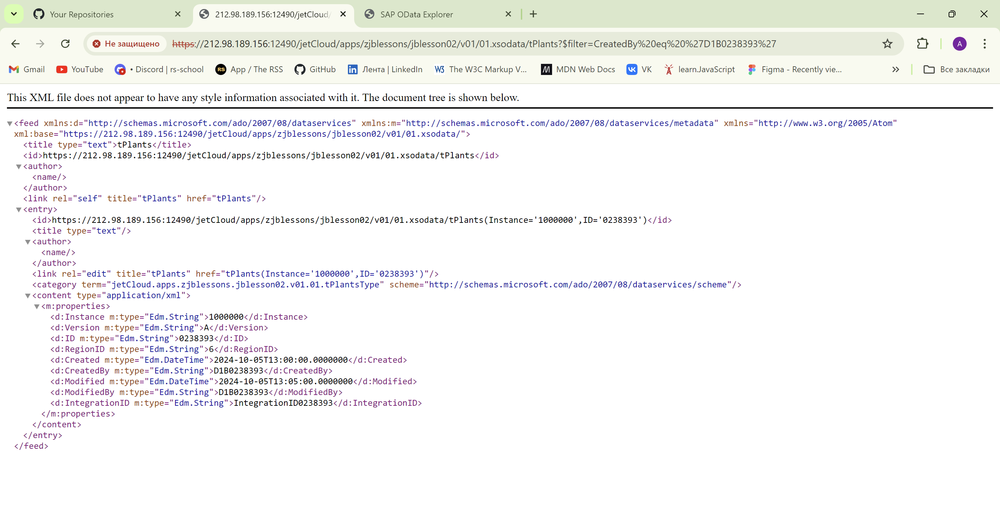 Your Repositories
212.98.189.156:12490/jetCloud/
SAP OData Explorer
Не защищено
https://212.98.189.156:12490/jetCloud/apps/zjblessons/jblesson02/v01/01.xsodata/tPlants?$filter=CreatedBy%20eq%20%27D1B0238393%27
A
Gmail
YouTube
• Discord | rs-school
RS
App / The RSS
GitHub
in
Лента | LinkedIn
W3
The W3C Markup V...
M
MDN Web Docs
VK
learn.JavaScript
Figma - Recently vie...
Все закладки
This XML file does not appear to have any style information associated with it. The document tree is shown below.
<feed xmlns:d="http://schemas.microsoft.com/ado/2007/08/dataservices" xmlns:m="http://schemas.microsoft.com/ado/2007/08/dataservices/metadata" xmlns="http://www.w3.org/2005/Atom"
xml:base="https://212.98.189.156:12490/jetCloud/apps/zjblessons/jblesson02/v01/01.xsodata/">
<title type="text">tPlants</title>
<id>https://212.98.189.156:12490/jetCloud/apps/zjblessons/jblesson02/v01/01.xsodata/tPlants</id>
<author>
<name/>
</author>
<link rel="self" title="tPlants" href="tPlants"/>
<entry>
<id>https://212.98.189.156:12490/jetCloud/apps/zjblessons/jblesson02/v01/01.xsodata/tPlants(Instance='1000000',ID='0238393')</id>
<title type="text"/>
<author>
<name/>
</author>
<link rel="edit" title="tPlants" href="tPlants(Instance='1000000',ID='0238393')"/>
<category term="jetCloud.apps.zjblessons.jblesson02.v01.01.tPlantsType" scheme="http://schemas.microsoft.com/ado/2007/08/dataservices/scheme"/>
<content type="application/xml">
<m:properties>
<d:Instance m:type="Edm.String">1000000</d:Instance>
<d:Version m:type="Edm.String">A</d:Version>
<d:ID m:type="Edm.String">0238393</d:ID>
<d:RegionID m:type="Edm.String">6</d:RegionID>
<d:Created m:type="Edm.DateTime">2024-10-05T13:00:00.0000000</d:Created>
<d:CreatedBy m:type="Edm.String">D1B0238393</d:CreatedBy>
<d:Modified m:type="Edm.DateTime">2024-10-05T13:05:00.0000000</d:Modified>
<d:ModifiedBy m:type="Edm.String">D1B0238393</d:ModifiedBy>
<d:IntegrationID m:type="Edm.String">IntegrationID0238393</d:IntegrationID>
</m:properties>
</content>
</entry>
</feed>